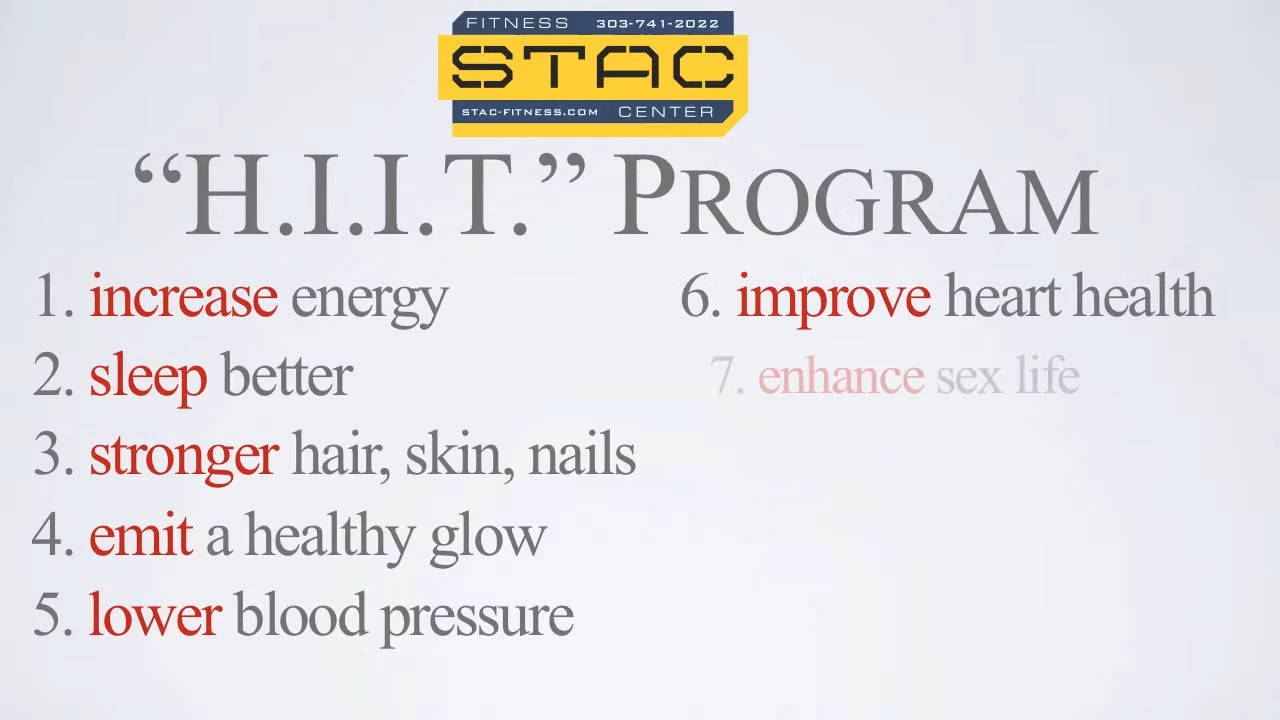 FITNESS 303-741-2022
STAC
STAC-FITNESS.COM CENTER
“H.I.I.T.” PROGRAM
1. increase energy
2. sleep better
3. stronger hair, skin, nails
4. emit a healthy glow
5. lower blood pressure
6. improve heart health
7. enhance sex life